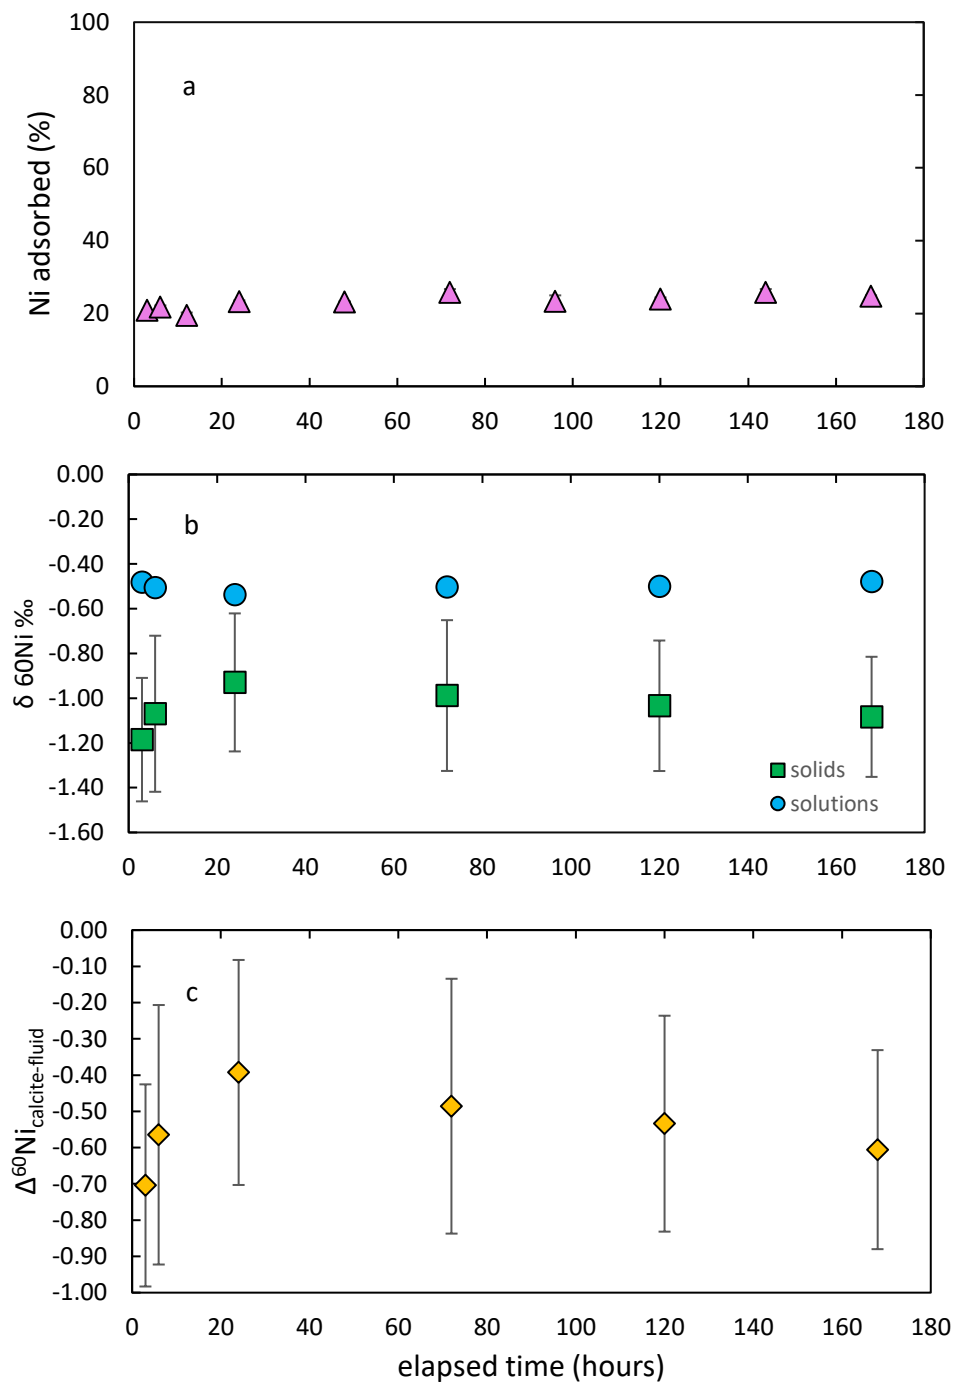 100
80
60
40
20
0
Ni adsorbed (%)
a
0 20 40 60 80 100 120 140 160 180
0.00
-0.20
-0.40
-0.60
-0.80
-1.00
-1.20
-1.40
-1.60
δ 60Ni ‰
b
solids
solutions
0 20 40 60 80 100 120 140 160 180
0.00
-0.10
-0.20
-0.30
-0.40
-0.50
-0.60
-0.70
-0.80
-0.90
-1.00
Δ⁶⁰Ni calcite-fluid
c
0 20 40 60 80 100 120 140 160 180
elapsed time (hours)